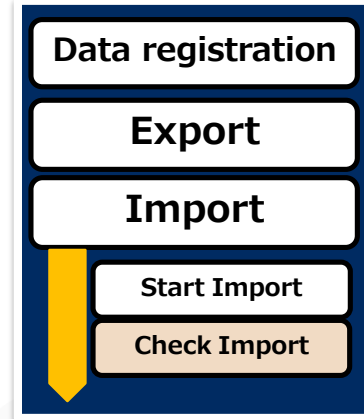 Data registration
Export
Import
Start Import
Check Import